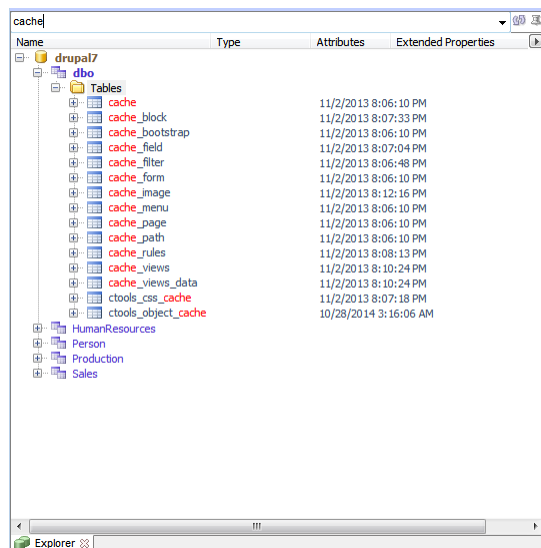 cache
Name Type Attributes Extended Properties
drupal7
dbo
Tables
cache 11/2/2013 8:06:10 PM
cache_block 11/2/2013 8:07:33 PM
cache_bootstrap 11/2/2013 8:06:10 PM
cache_field 11/2/2013 8:07:04 PM
cache_filter 11/2/2013 8:06:48 PM
cache_form 11/2/2013 8:06:10 PM
cache_image 11/2/2013 8:12:16 PM
cache_menu 11/2/2013 8:06:10 PM
cache_page 11/2/2013 8:06:10 PM
cache_path 11/2/2013 8:06:10 PM
cache_rules 11/2/2013 8:08:13 PM
cache_views 11/2/2013 8:10:24 PM
cache_views_data 11/2/2013 8:10:24 PM
ctools_css_cache 11/2/2013 8:07:18 PM
ctools_object_cache 10/28/2014 3:16:06 AM
HumanResources
Person
Production
Sales
Explorer